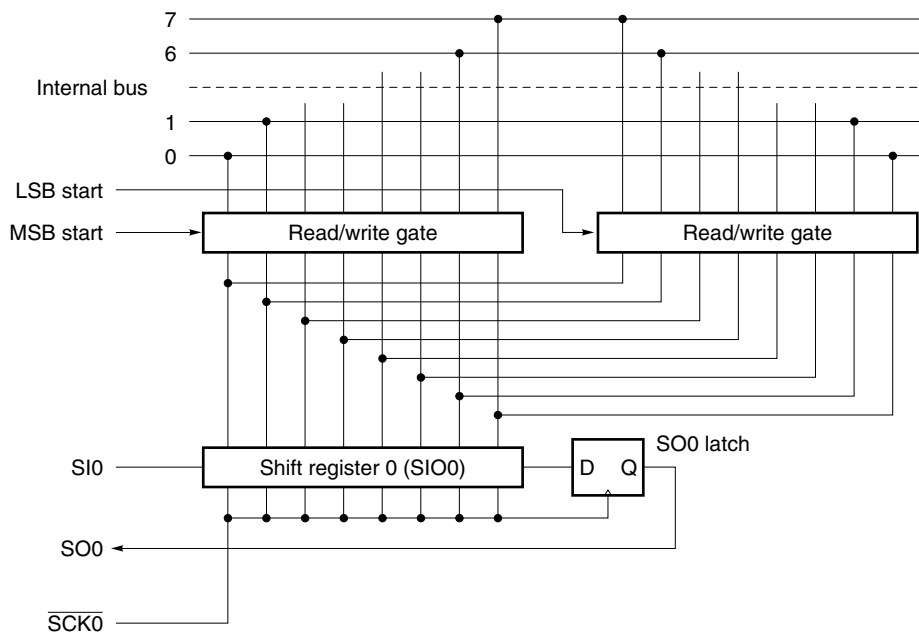 7
6
Internal bus
1
0
LSB start
MSB start
Read/write gate
Read/write gate
SO0 latch
SI0
Shift register 0 (SIO0)
D Q
SO0
SCK0